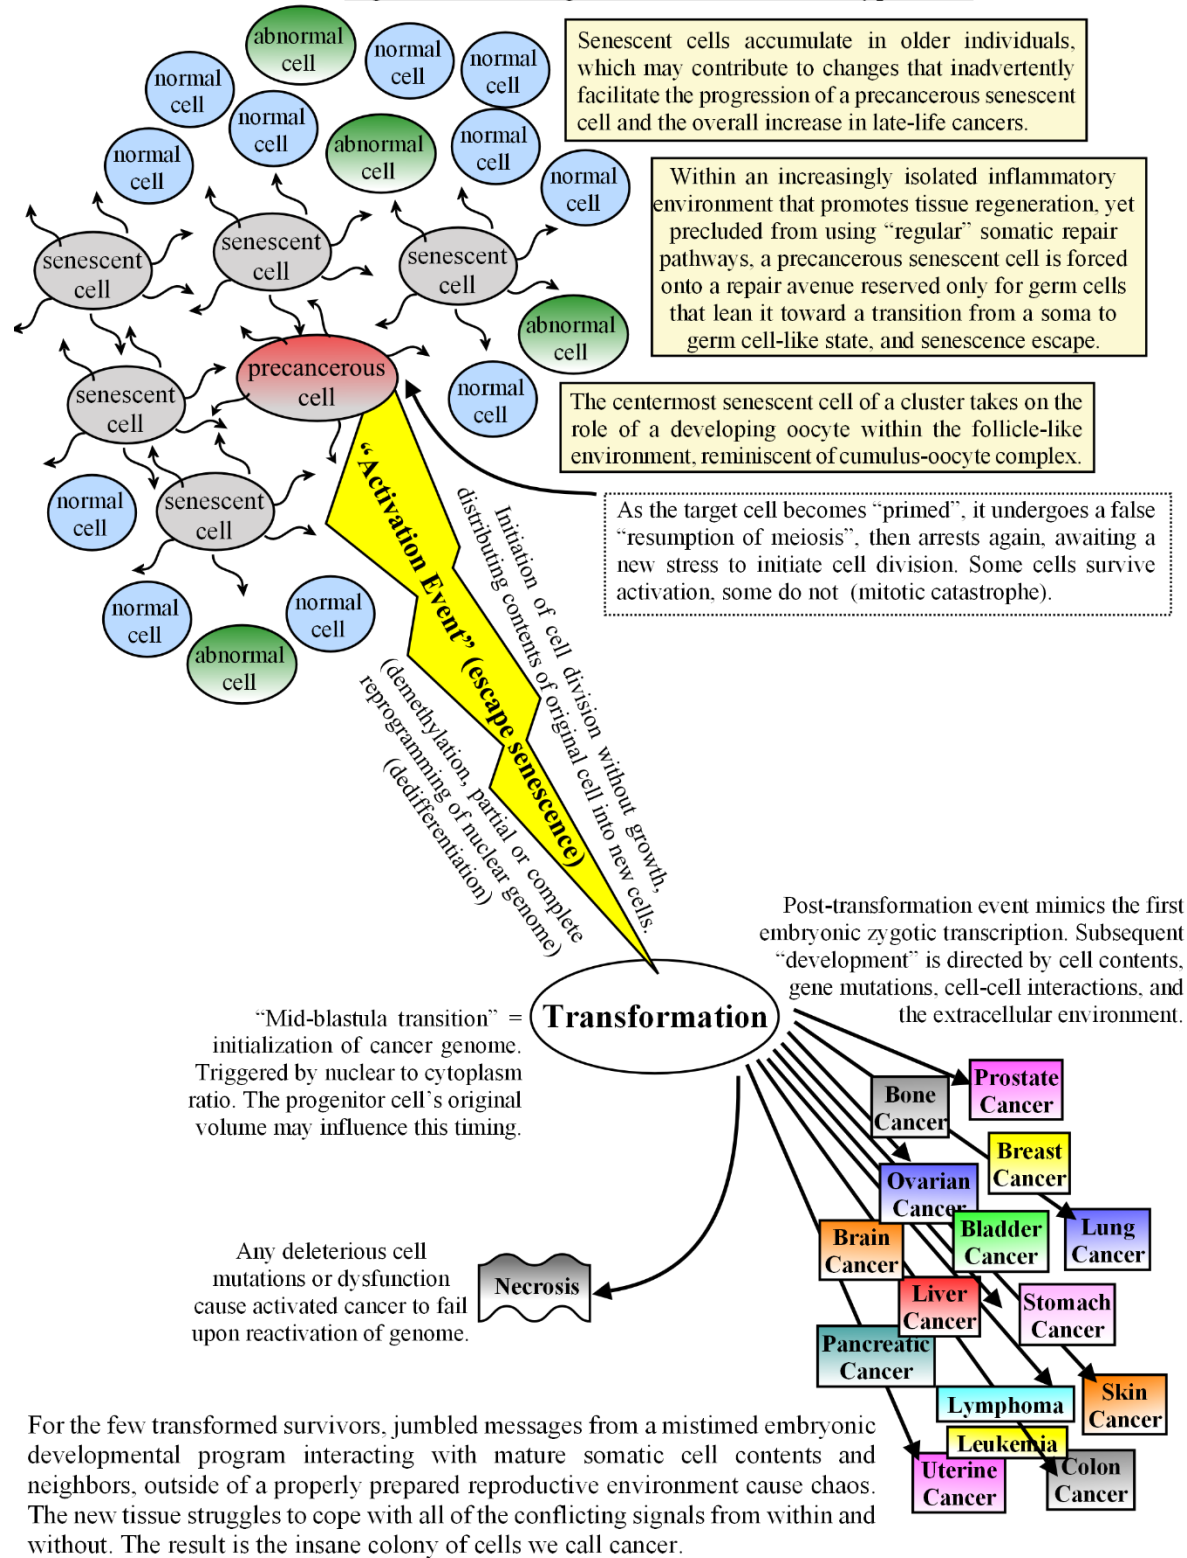 abnormal
cell
normal
cell
normal
cell
normal
cell
normal
cell
normal
cell
abnormal
cell
normal
cell
normal
cell
senescent
cell
senescent
cell
senescent
cell
abnormal
cell
precancerous
cell
normal
cell
senescent
cell
normal
cell
senescent
cell
normal
cell
normal
cell
abnormal
cell
Senescent cells accumulate in older individuals,
which may contribute to changes that inadvertently
facilitate the progression of a precancerous senescent
cell and the overall increase in late-life cancers.
Within an increasingly isolated inflammatory
environment that promotes tissue regeneration, yet
precluded from using “regular” somatic repair
pathways, a precancerous senescent cell is forced
onto a repair avenue reserved only for germ cells
that lean it toward a transition from a soma to
germ cell-like state, and senescence escape.
The centermost senescent cell of a cluster takes on the
role of a developing oocyte within the follicle-like
environment, reminiscent of cumulus-oocyte complex.
As the target cell becomes “primed”, it undergoes a false
“resumption of meiosis”, then arrests again, awaiting a
new stress to initiate cell division. Some cells survive
activation, some do not (mitotic catastrophe).
“Activation Event” (escape senescence)
Initiation of cell division without growth,
distributing contents of original cell into new cells.
(demethylation, partial or complete
reprogramming of nuclear genome)
(dedifferentiation)
Transformation
Post-transformation event mimics the first
embryonic zygotic transcription. Subsequent
“development” is directed by cell contents,
gene mutations, cell-cell interactions, and
the extracellular environment.
“Mid-blastula transition” =
initialization of cancer genome.
Triggered by nuclear to cytoplasm
ratio. The progenitor cell’s original
volume may influence this timing.
Any deleterious cell
mutations or dysfunction
cause activated cancer to fail
upon reactivation of genome.
Necrosis
Prostate
Cancer
Bone
Cancer
Breast
Cancer
Ovarian
Cancer
Bladder
Cancer
Lung
Cancer
Brain
Cancer
Liver
Cancer
Stomach
Cancer
Pancreatic
Cancer
Lymphoma
Skin
Cancer
Leukemia
Uterine
Cancer
Colon
Cancer
For the few transformed survivors, jumbled messages from a mistimed embryonic
developmental program interacting with mature somatic cell contents and
neighbors, outside of a properly prepared reproductive environment cause chaos.
The new tissue struggles to cope with all of the conflicting signals from within and
without. The result is the insane colony of cells we call cancer.